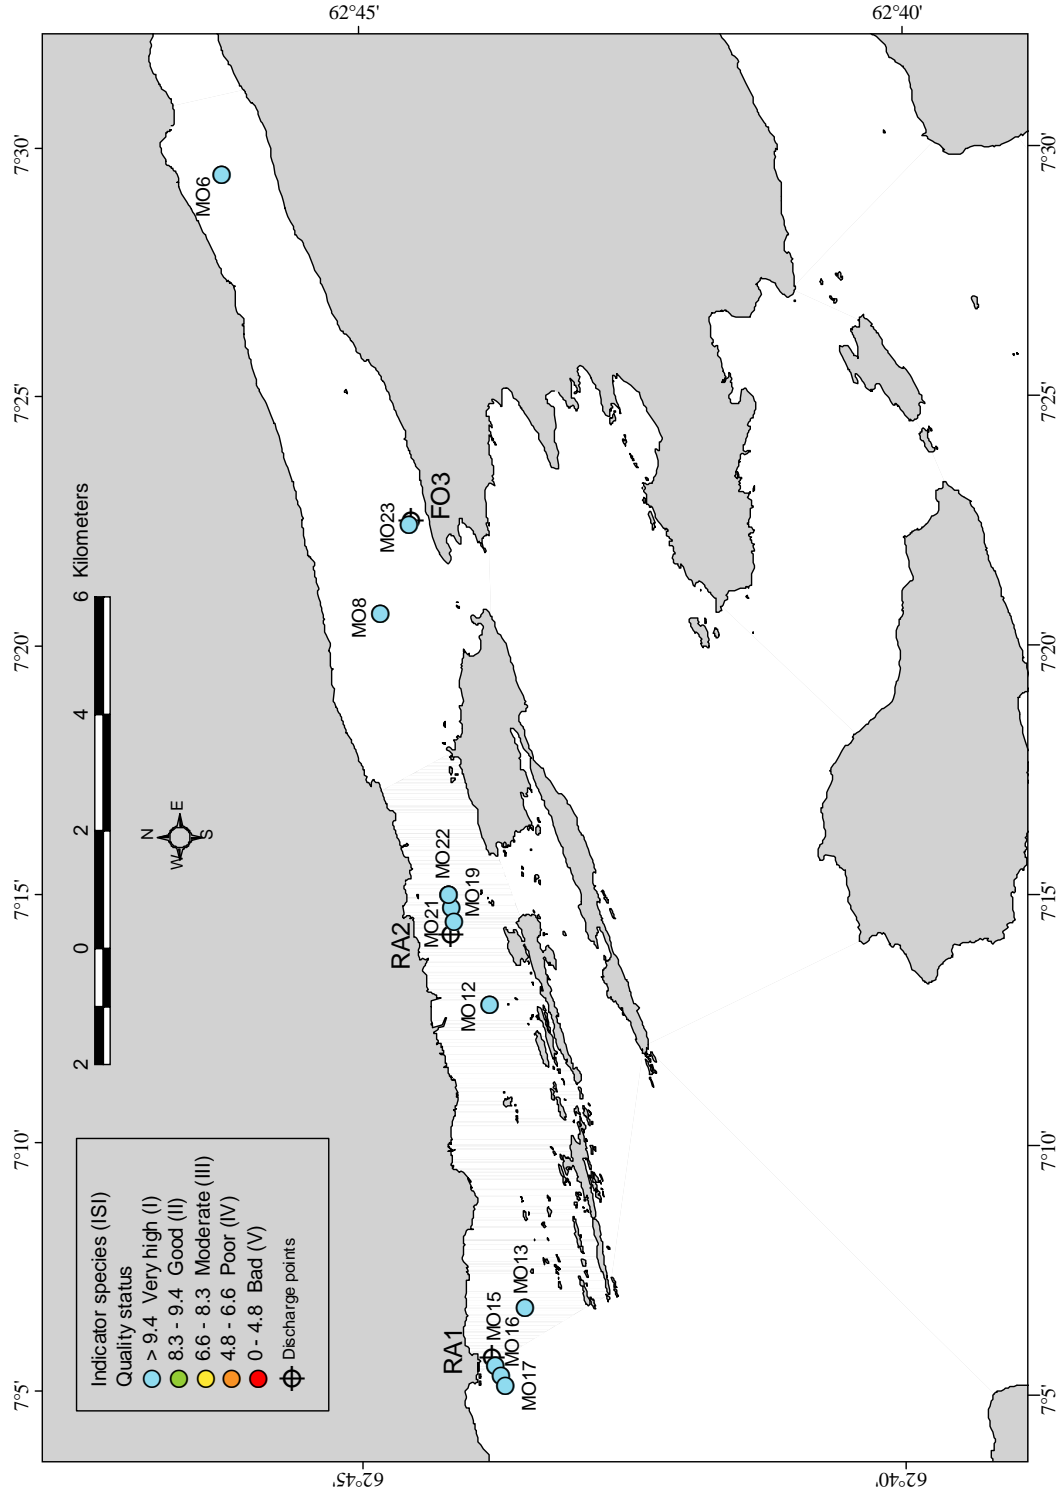 62°45'
62°40'
7°30'
7°25'
7°20'
7°15'
7°10'
7°5'
7°30'
7°25'
7°20'
7°15'
7°10'
7°5'
62°45'
62°40'
2 0 2 4 6 Kilometers
N
W E
S
Indicator species (ISI)
Quality status
> 9.4 Very high (I)
8.3 - 9.4 Good (II)
6.6 - 8.3 Moderate (III)
4.8 - 6.6 Poor (IV)
0 - 4.8 Bad (V)
Discharge points
MO6
MO8
MO23
FO3
RA2
MO21
MO22
MO19
MO12
RA1
MO15
MO13
MO16
MO17